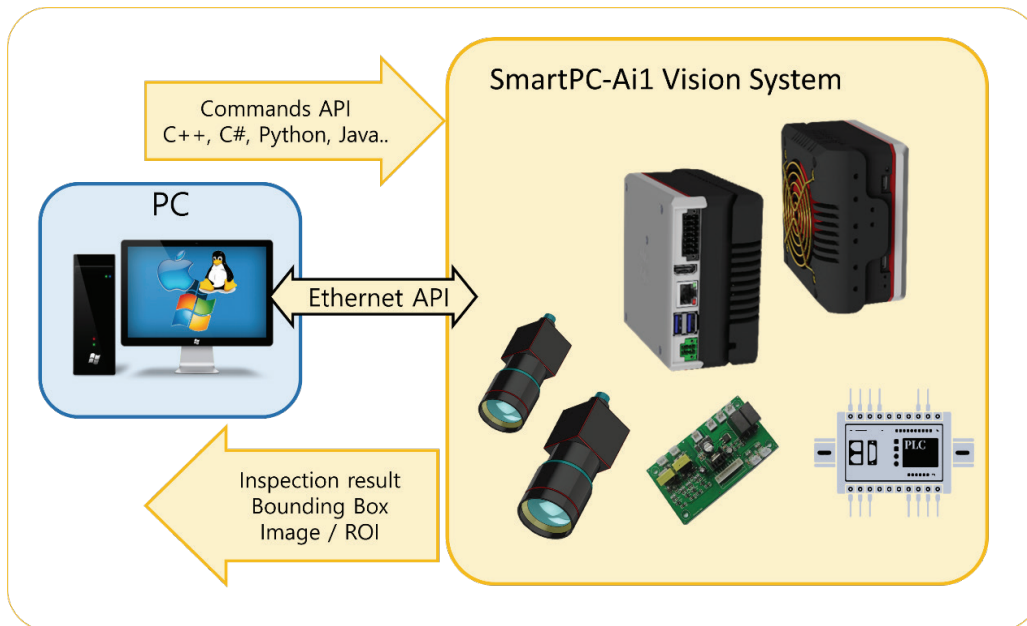 SmartPC-Ai1 Vision System
Commands API
C++, C#, Python, Java..
PC
Ethernet API
PLC
Inspection result
Bounding Box
Image / ROI